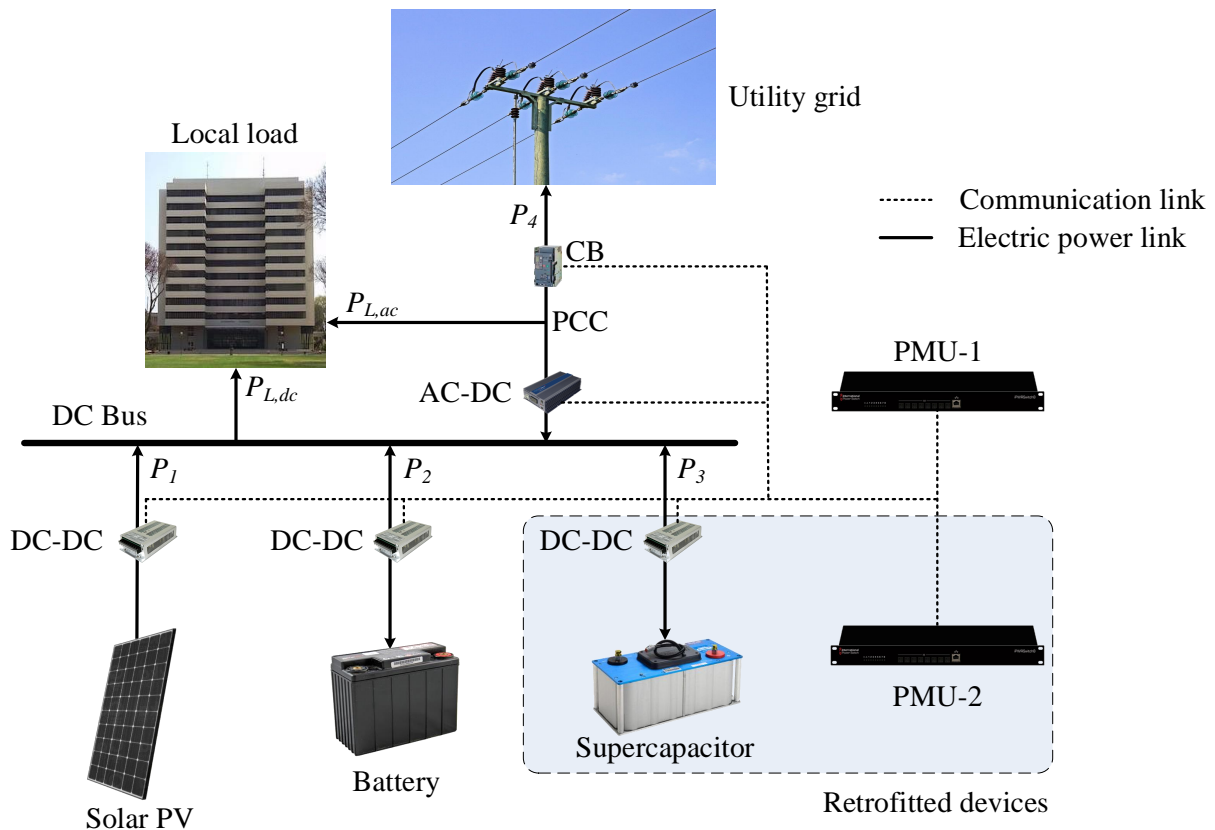 Utility grid
Local load
Communication link
Electric power link
P4
CB
PL,ac
PCC
PMU-1
AC-DC
PL,dc
DC Bus
P1
P2
P3
DC-DC
DC-DC
DC-DC
PMU-2
Supercapacitor
Battery
Solar PV
Retrofitted devices